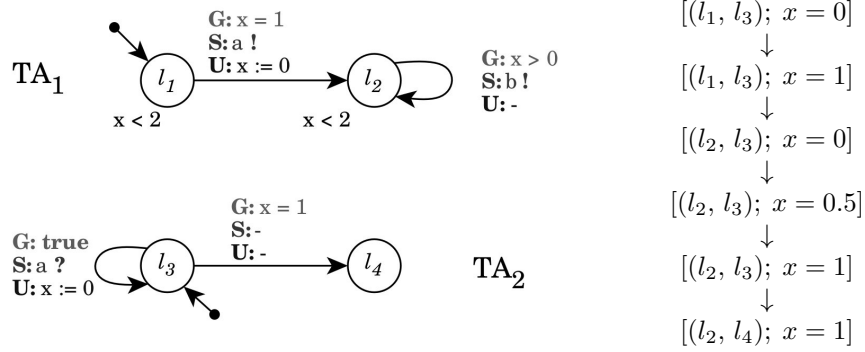 TA₁
l₁
x < 2
G: x = 1
S: a !
U: x := 0
l₂
x < 2
G: x > 0
S: b !
U: -
G: true
S: a ?
U: x := 0
l₃
G: x = 1
S: -
U: -
l₄
TA₂
[(l₁, l₃); x = 0]
↓
[(l₁, l₃); x = 1]
↓
[(l₂, l₃); x = 0]
↓
[(l₂, l₃); x = 0.5]
↓
[(l₂, l₃); x = 1]
↓
[(l₂, l₄); x = 1]